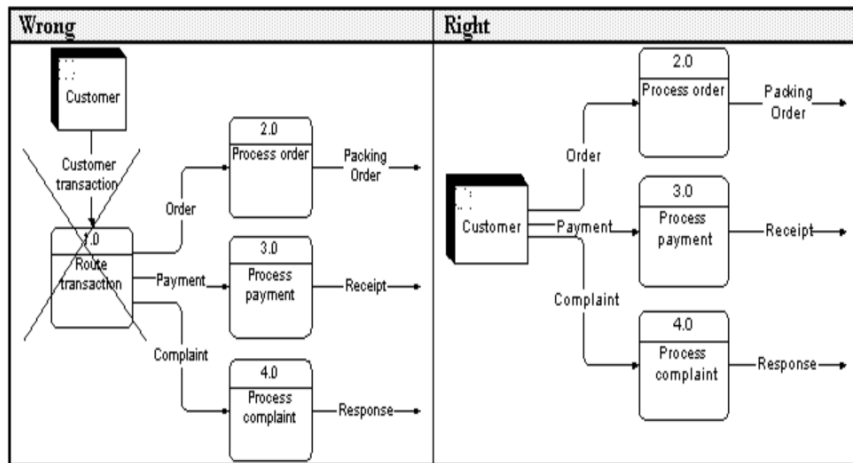 Wrong
Customer
Customer
transaction
1.0
Route
transaction
Order
Payment
Complaint
2.0
Process order
Packing
Order
3.0
Process
payment
Receipt
4.0
Process
complaint
Response
Right
Customer
Order
Payment
Complaint
2.0
Process order
Packing
Order
3.0
Process
payment
Receipt
4.0
Process
complaint
Response